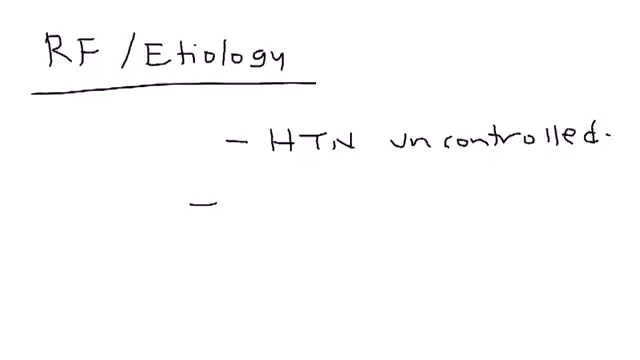 RF / Etiology
- HTN uncontrolled.
-